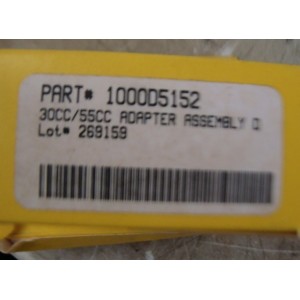 PART# 1000D5152
30CC/55CC ADAPTER ASSEMBLY Q
Lot# 269159